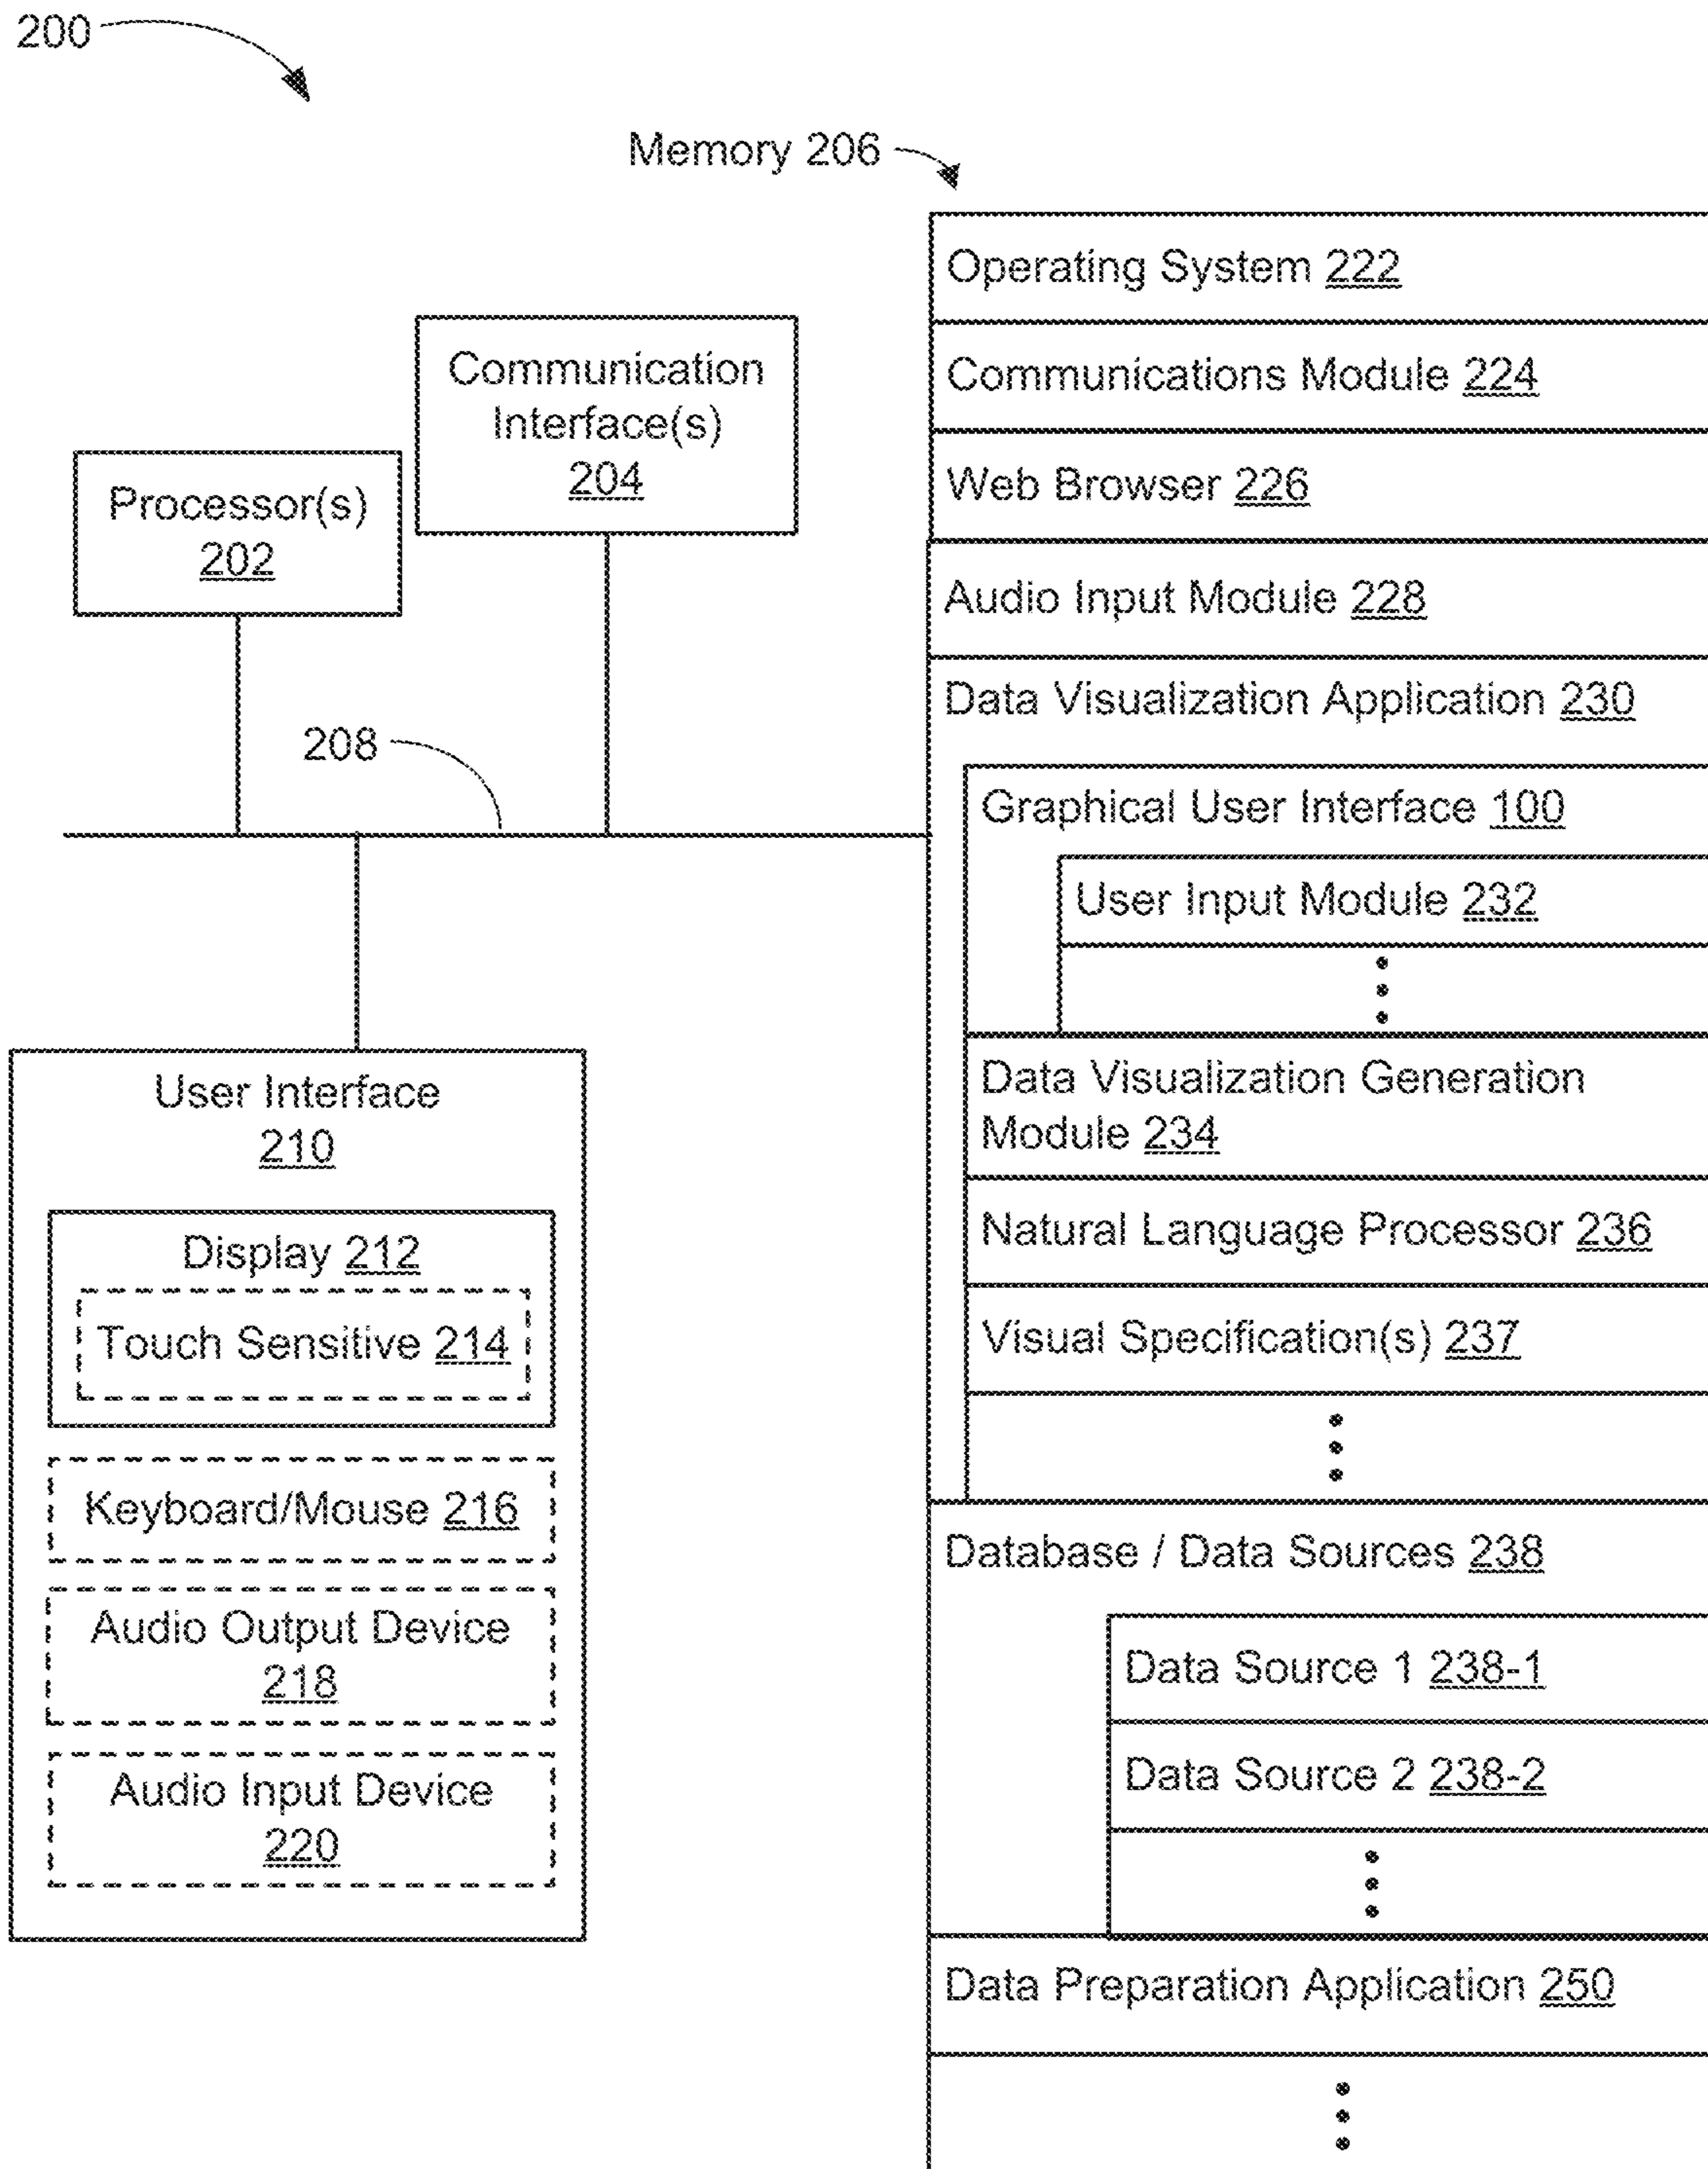 200
Memory 206
Operating System 222
Communications Module 224
Web Browser 226
Audio Input Module 228
Data Visualization Application 230
Graphical User Interface 100
User Input Module 232
Data Visualization Generation
Module 234
Natural Language Processor 236
Visual Specification(s) 237
Database / Data Sources 238
Data Source 1 238-1
Data Source 2 238-2
Data Preparation Application 250
Communication
Interface(s)
204
Processor(s)
202
208
User Interface
210
Display 212
Touch Sensitive 214
Keyboard/Mouse 216
Audio Output Device
218
Audio Input Device
220